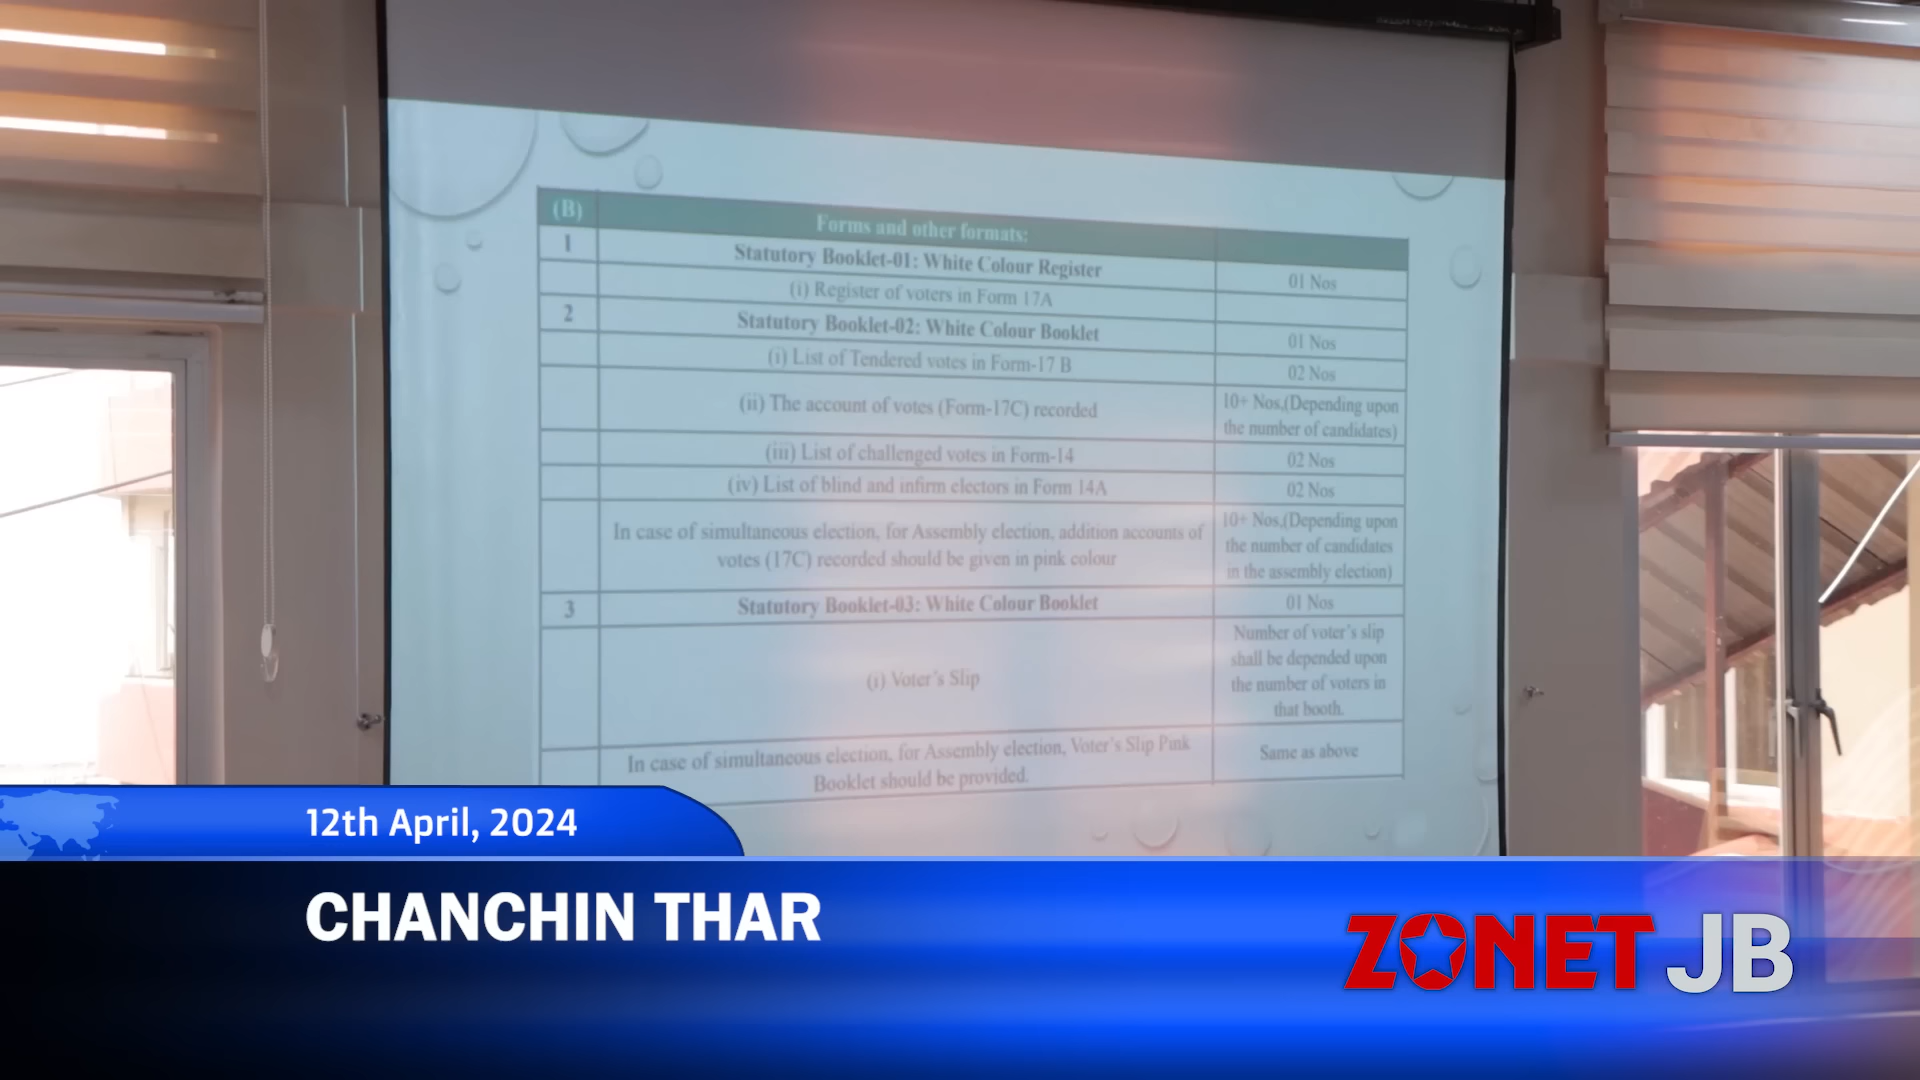 (B) Forms and other formats:
1 Statutory Booklet-01: White Colour Register 01 Nos
(i) Register of voters in Form 17A
2 Statutory Booklet-02: White Colour Booklet 01 Nos
(i) List of Tendered votes in Form-17 B 02 Nos
(ii) The account of votes (Form-17C) recorded
10+ Nos,(Depending upon
the number of candidates)
(iii) List of challenged votes in Form-14 02 Nos
(iv) List of blind and infirm electors in Form 14A 02 Nos
In case of simultaneous election, for Assembly election, addition accounts of
votes (17C) recorded should be given in pink colour
10+ Nos,(Depending upon
the number of candidates
in the assembly election)
3 Statutory Booklet-03: White Colour Booklet 01 Nos
(i) Voter's Slip
Number of voter's slip
shall be depended upon
the number of voters in
that booth.
In case of simultaneous election, for Assembly election, Voter's Slip Pink
Booklet should be provided.
Same as above
12th April, 2024
CHANCHIN THAR
ZONET JB